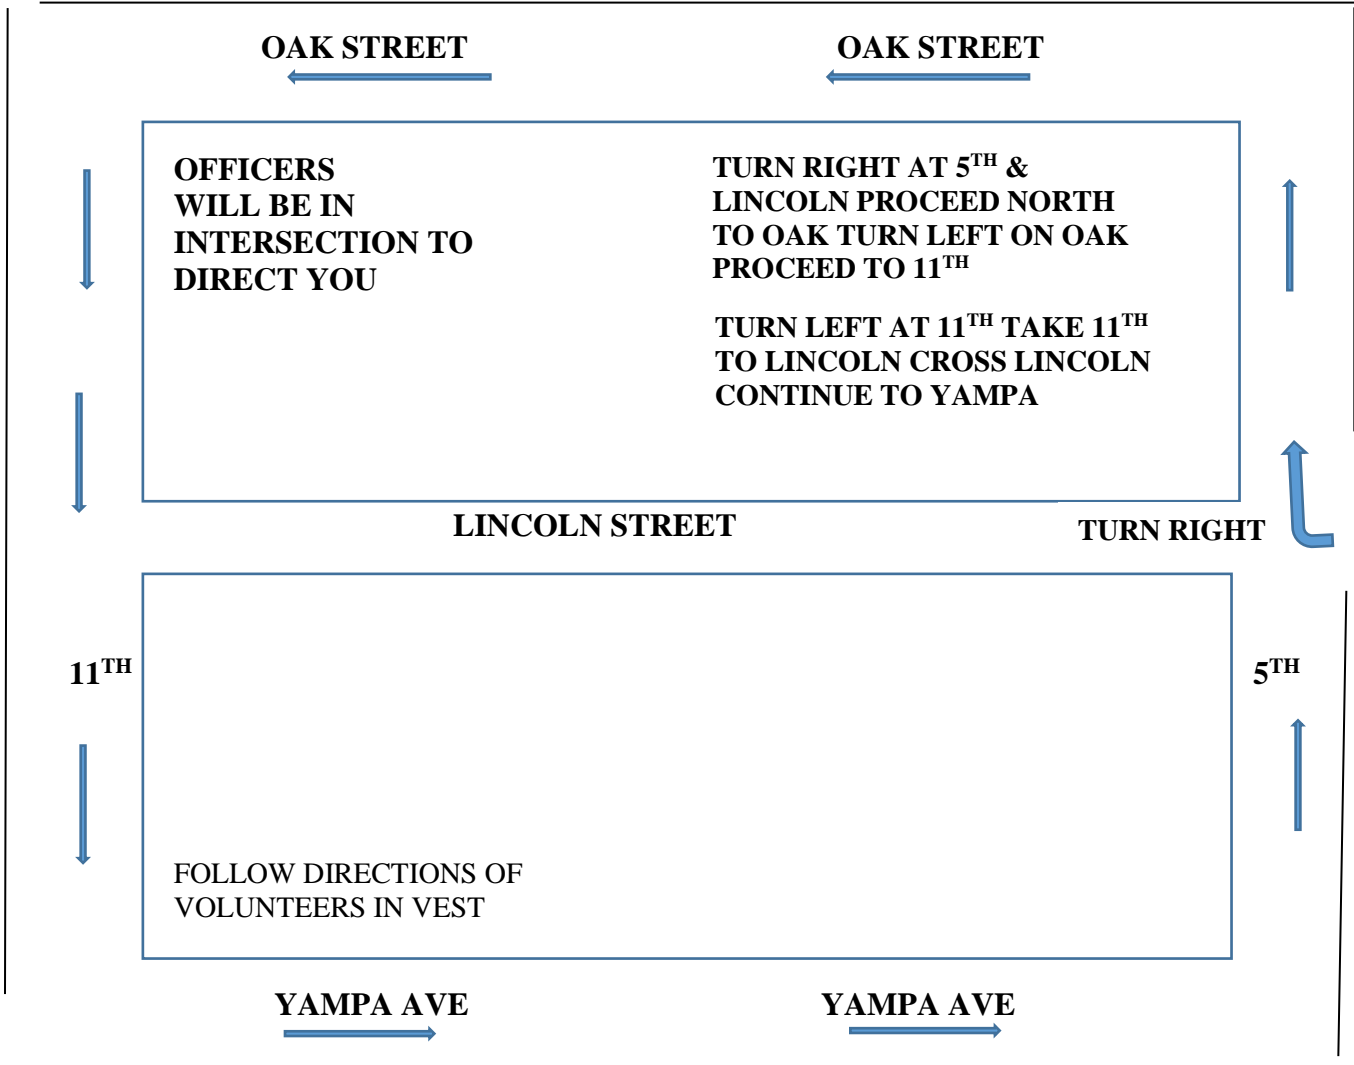 OAK STREET
OAK STREET
OFFICERS
WILL BE IN
INTERSECTION TO
DIRECT YOU
TURN RIGHT AT 5TH &
LINCOLN PROCEED NORTH
TO OAK TURN LEFT ON OAK
PROCEED TO 11TH
TURN LEFT AT 11TH TAKE 11TH
TO LINCOLN CROSS LINCOLN
CONTINUE TO YAMPA
LINCOLN STREET
TURN RIGHT
11TH
5TH
FOLLOW DIRECTIONS OF
VOLUNTEERS IN VEST
YAMPA AVE
YAMPA AVE